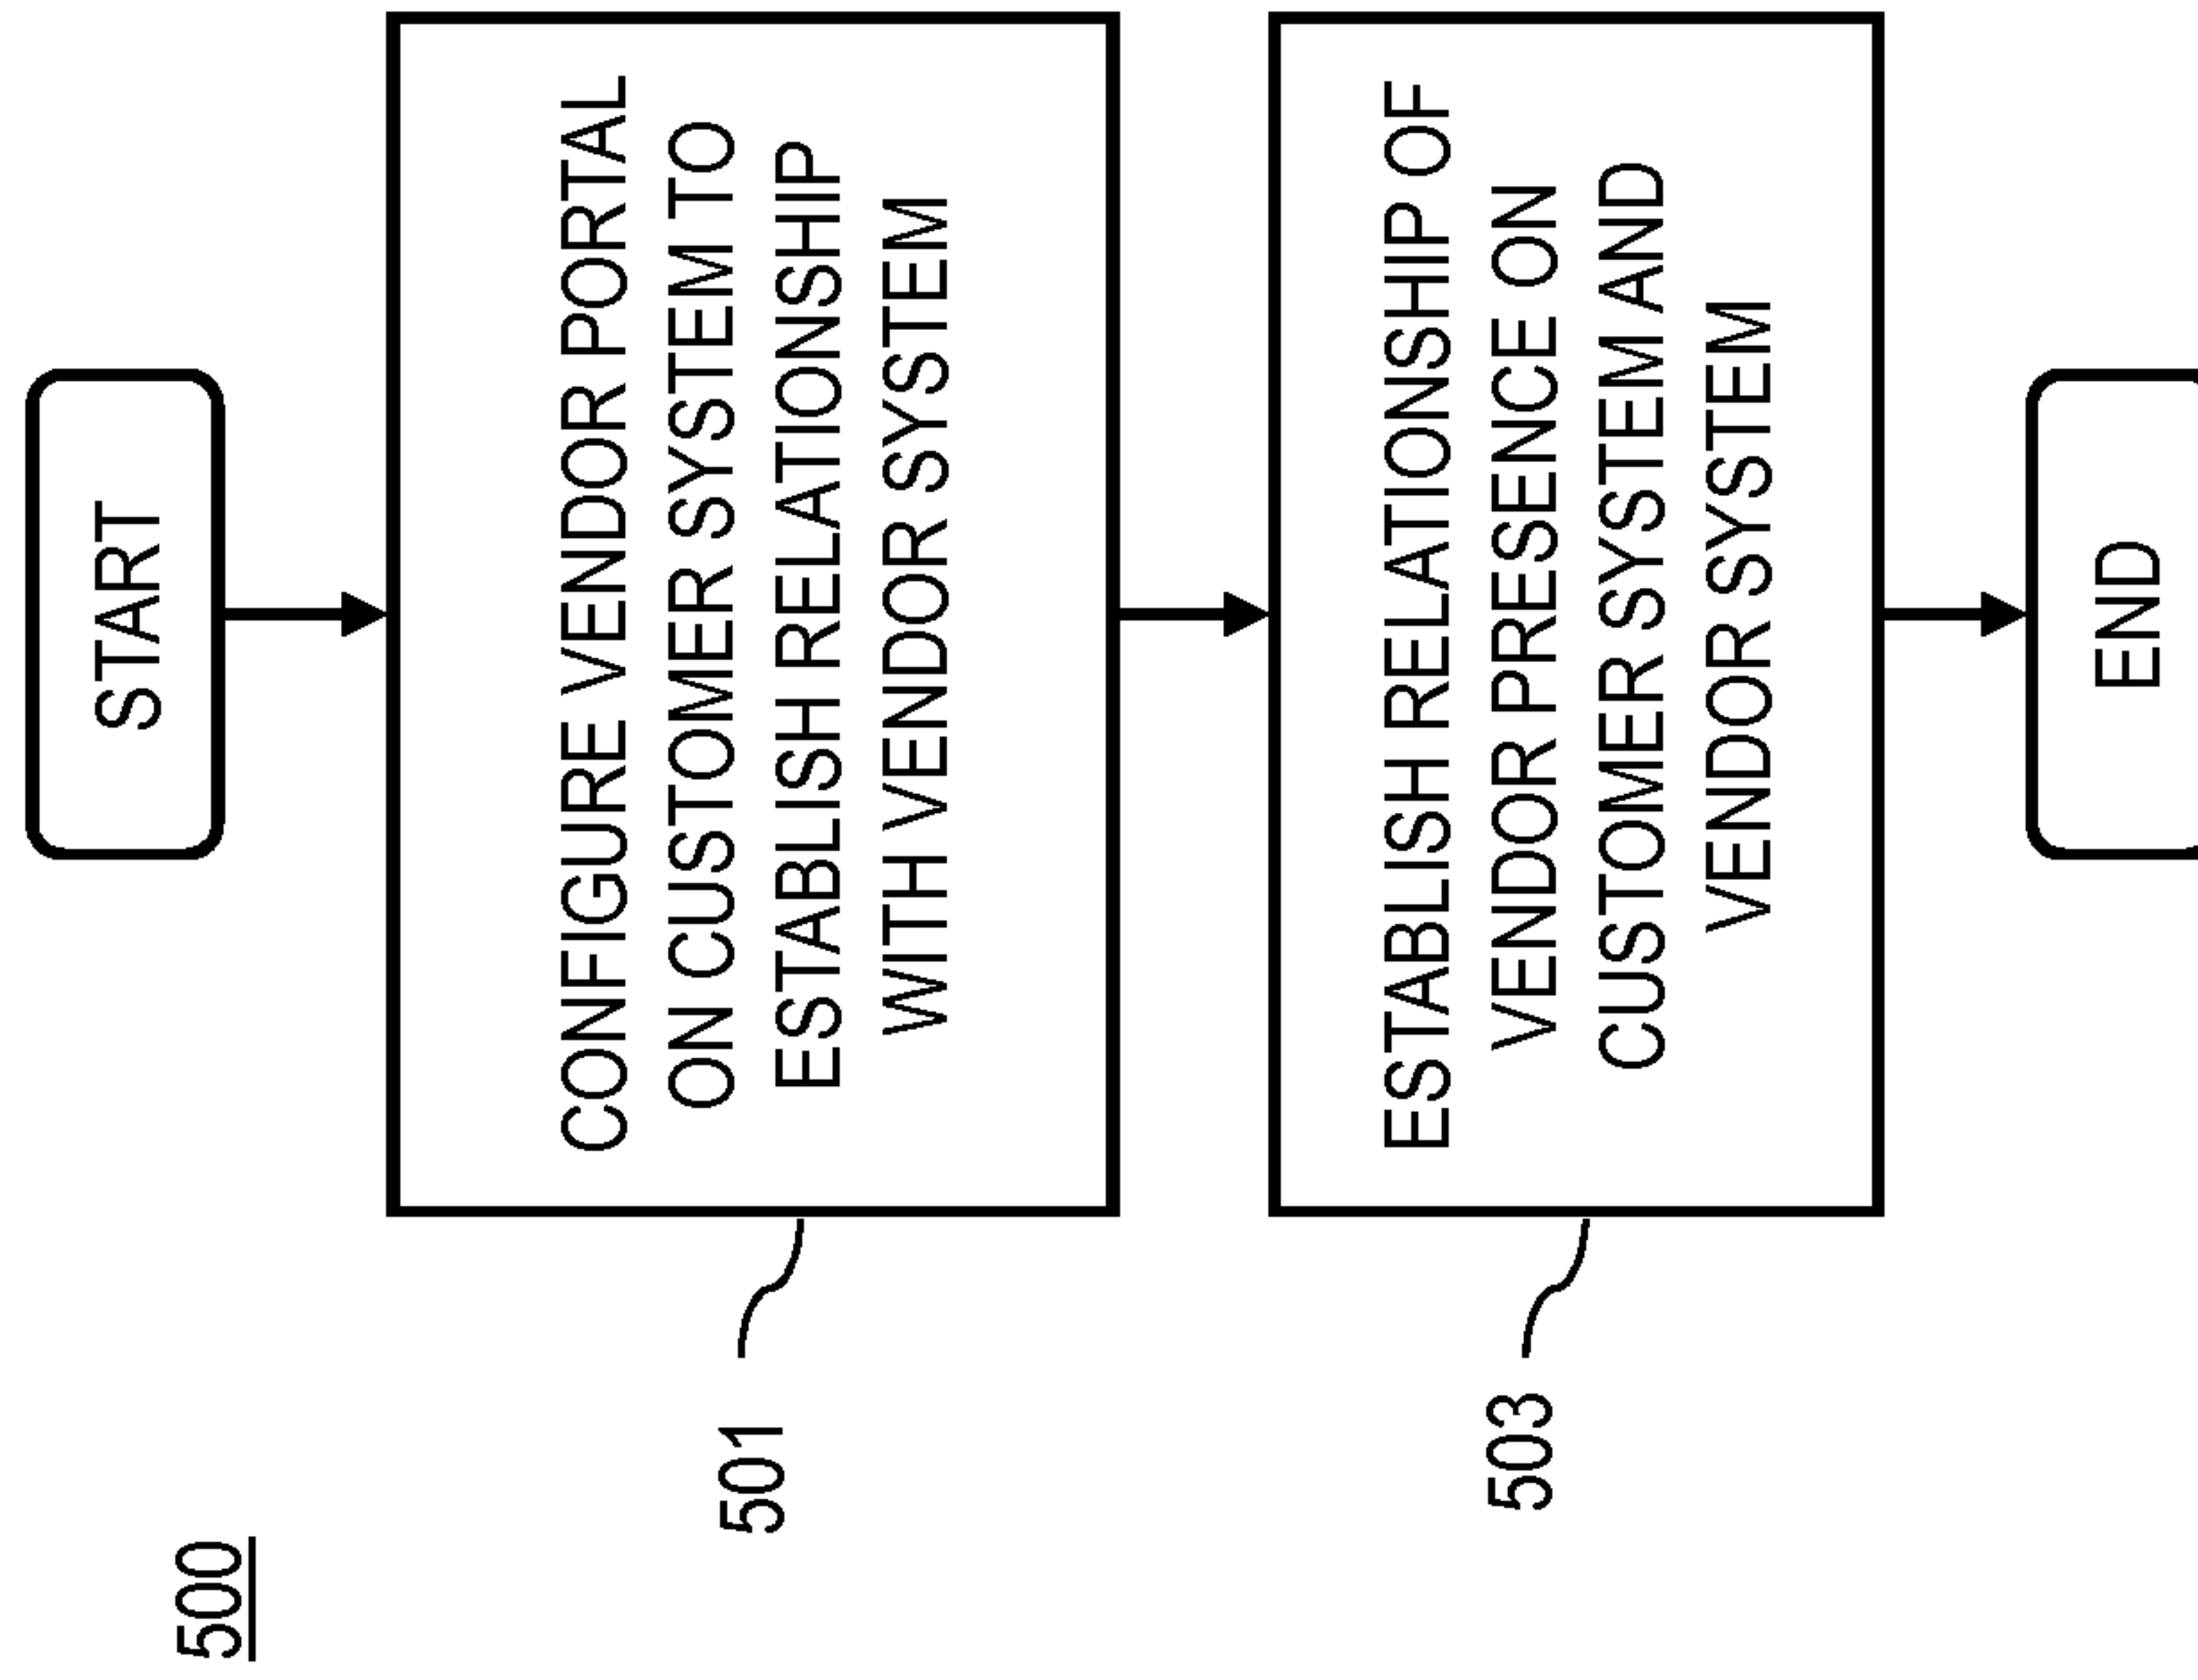 500
START
501
CONFIGURE VENDOR PORTAL
ON CUSTOMER SYSTEM TO
ESTABLISH RELATIONSHIP
WITH VENDOR SYSTEM
503
ESTABLISH RELATIONSHIP OF
VENDOR PRESENCE ON
CUSTOMER SYSTEM AND
VENDOR SYSTEM
END